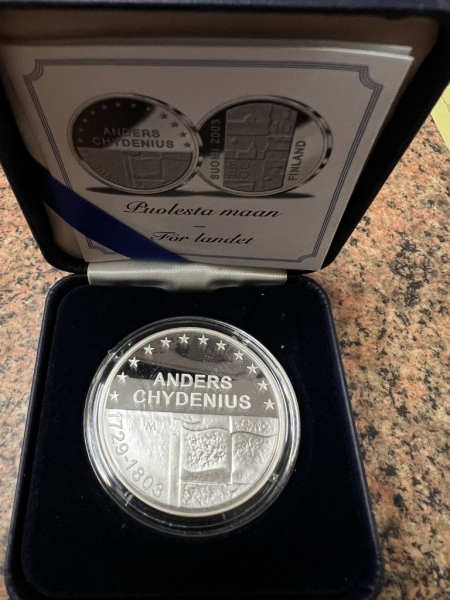 ANDERS
CHYDENIUS
SUOMI 2003
FINLAND
Puolesta maan
För landet
ANDERS
CHYDENIUS
1729-1803